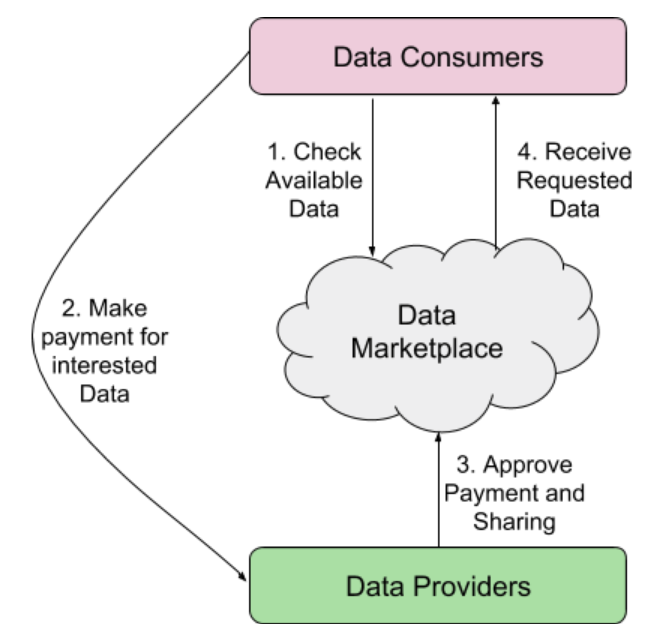 Data Consumers
1. Check
Available
Data
4. Receive
Requested
Data
2. Make
payment for
interested
Data
Data
Marketplace
3. Approve
Payment and
Sharing
Data Providers